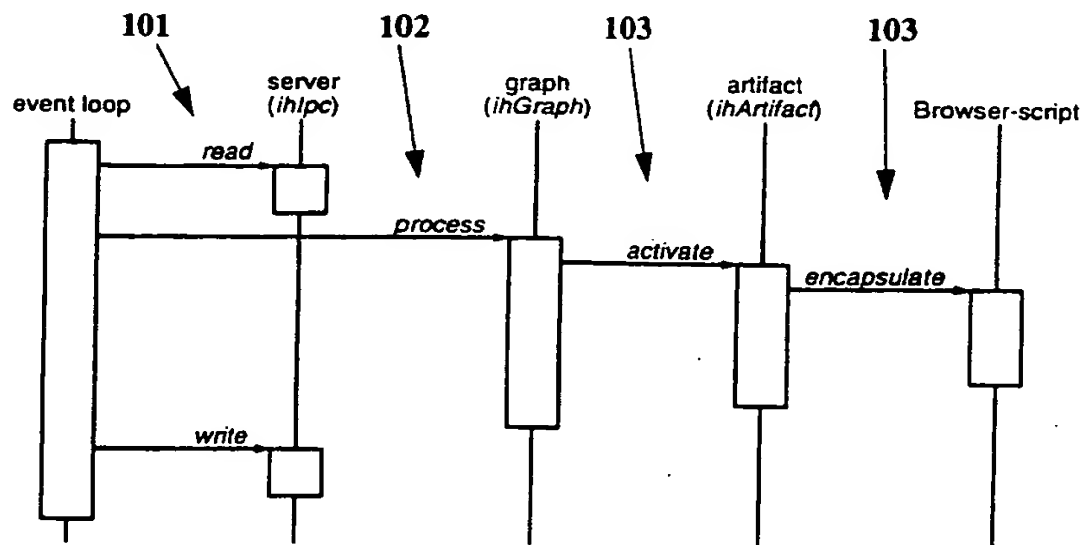 101
102
103
103
event loop
server
(ihIpc)
graph
(ihGraph)
artifact
(ihArtifact)
Browser-script
read
process
activate
encapsulate
write